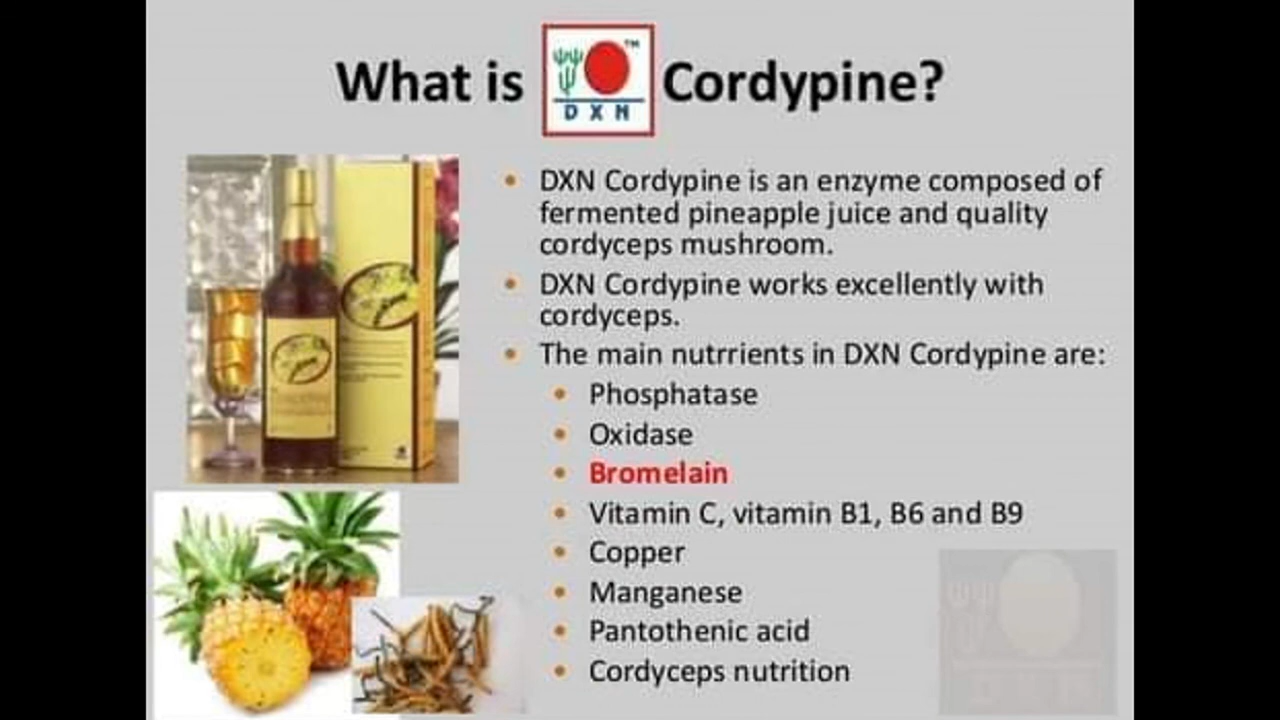 What is DXN Cordypine?
• DXN Cordypine is an enzyme composed of
fermented pineapple juice and quality
cordyceps mushroom.
• DXN Cordypine works excellently with
cordyceps.
• The main nutrrients in DXN Cordypine are:
• Phosphatase
• Oxidase
• Bromelain
• Vitamin C, vitamin B1, B6 and B9
• Copper
• Manganese
• Pantothenic acid
• Cordyceps nutrition